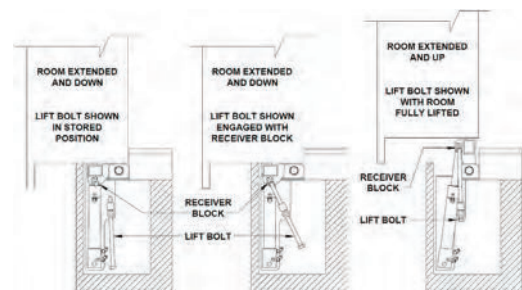 ROOM EXTENDED
AND DOWN
LIFT BOLT SHOWN
IN STORED
POSITION
ROOM EXTENDED
AND DOWN
LIFT BOLT SHOWN
ENGAGED WITH
RECEIVER BLOCK
ROOM EXTENDED
AND UP
LIFT BOLT SHOWN
WITH ROOM
FULLY LIFTED
RECEIVER
BLOCK
LIFT BOLT
RECEIVER
BLOCK
LIFT BOLT